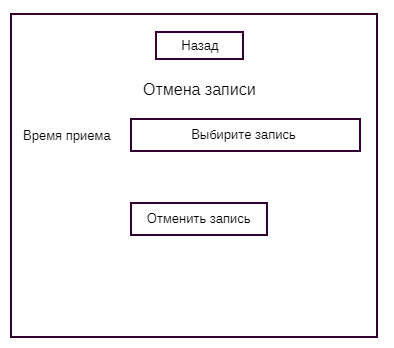 Назад
Отмена записи
Время приема
Выбирите запись
Отменить запись